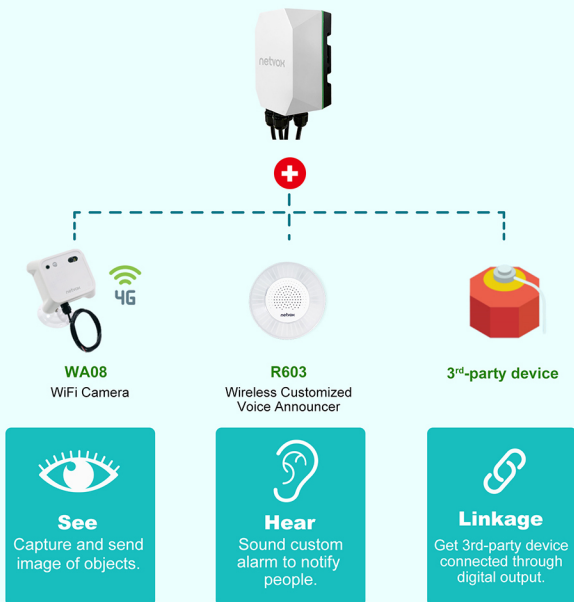 netvox
4G
netvox
netvox
WA08
WiFi Camera
R603
Wireless Customized
Voice Announcer
3rd-party device
See
Capture and send
image of objects.
Hear
Sound custom
alarm to notify
people.
Linkage
Get 3rd-party device
connected through
digital output.